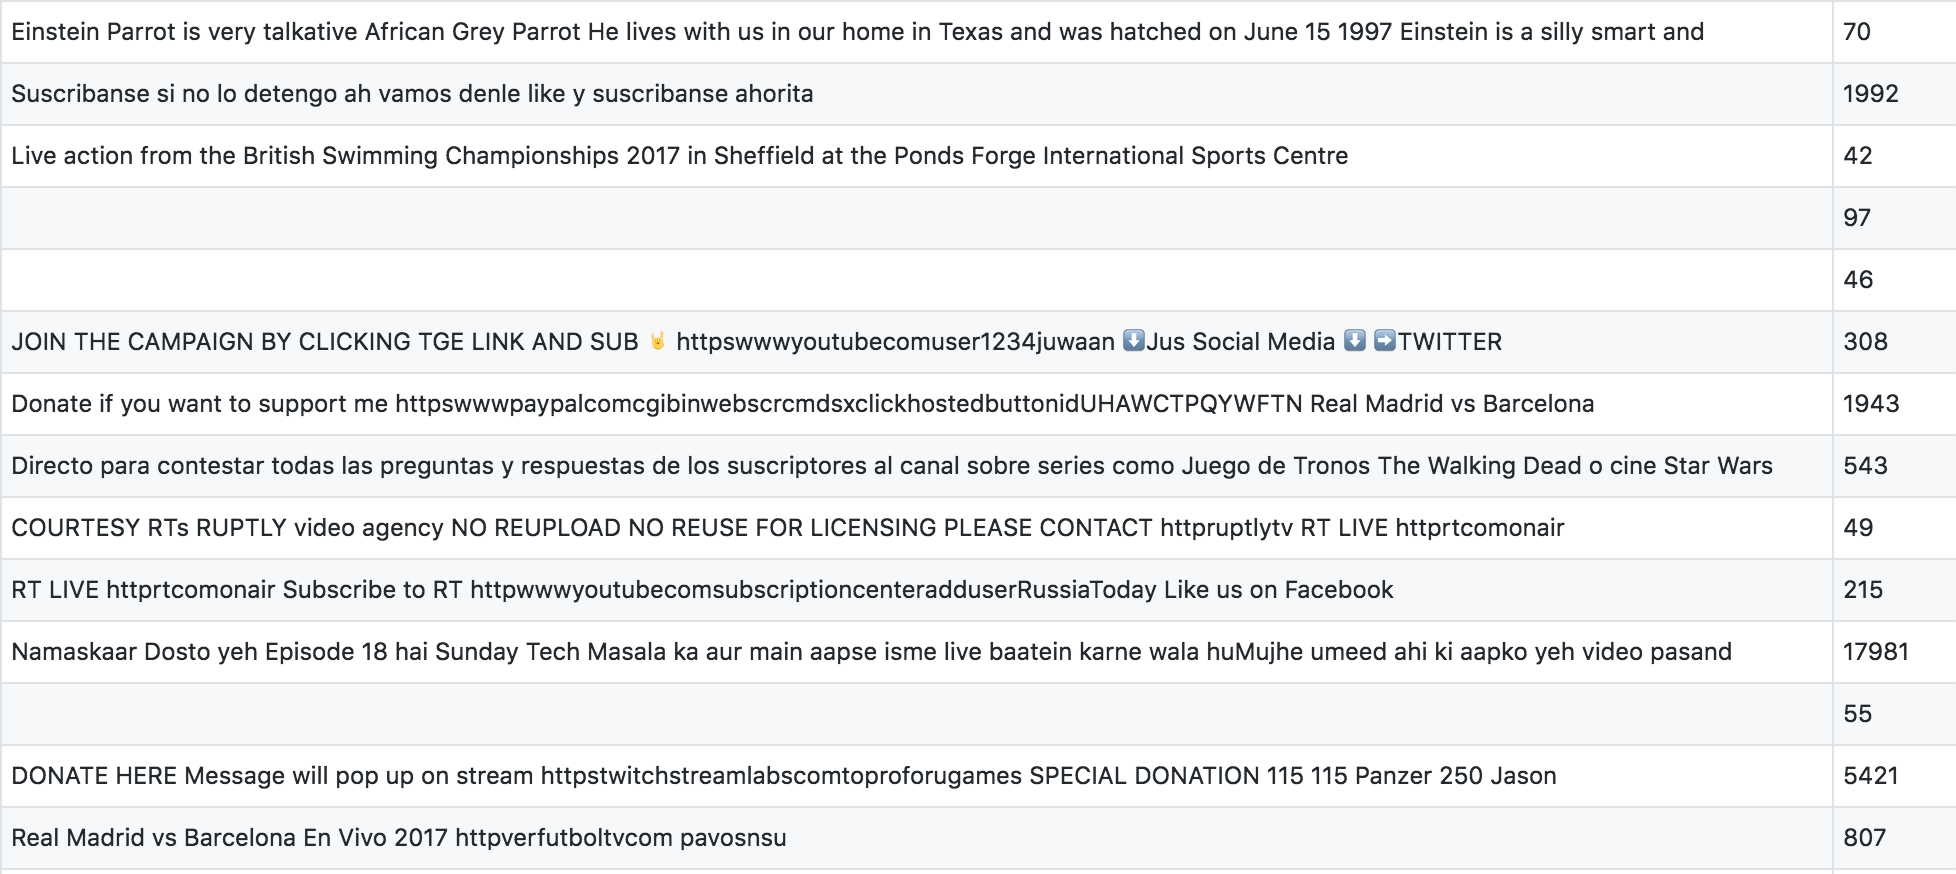 Einstein Parrot is very talkative African Grey Parrot He lives with us in our home in Texas and was hatched on June 15 1997 Einstein is a silly smart and 70
Suscribanse si no lo detengo ah vamos denle like y suscribanse ahorita 1992
Live action from the British Swimming Championships 2017 in Sheffield at the Ponds Forge International Sports Centre 42
97
46
JOIN THE CAMPAIGN BY CLICKING TGE LINK AND SUB 🤘 httpswwwyoutubecomuser1234juwaan ⬇️Jus Social Media ⬇️ ➡️TWITTER 308
Donate if you want to support me httpswwwpaypalcomcgibinwebscrcmdsxclickhostedbuttonidUHAWCTPQYWFTN Real Madrid vs Barcelona 1943
Directo para contestar todas las preguntas y respuestas de los suscriptores al canal sobre series como Juego de Tronos The Walking Dead o cine Star Wars 543
COURTESY RTs RUPTLY video agency NO REUPLOAD NO REUSE FOR LICENSING PLEASE CONTACT httpruptlytv RT LIVE httprtcomonair 49
RT LIVE httprtcomonair Subscribe to RT httpwwwyoutubecomsubscriptioncenteradduserRussiaToday Like us on Facebook 215
Namaskaar Dosto yeh Episode 18 hai Sunday Tech Masala ka aur main aapse isme live baatein karne wala huMujhe umeed ahi ki aapko yeh video pasand 17981
55
DONATE HERE Message will pop up on stream httpstwitchstreamlabscomtoproforugames SPECIAL DONATION 115 115 Panzer 250 Jason 5421
Real Madrid vs Barcelona En Vivo 2017 httpverfutboltvcom pavosnsu 807